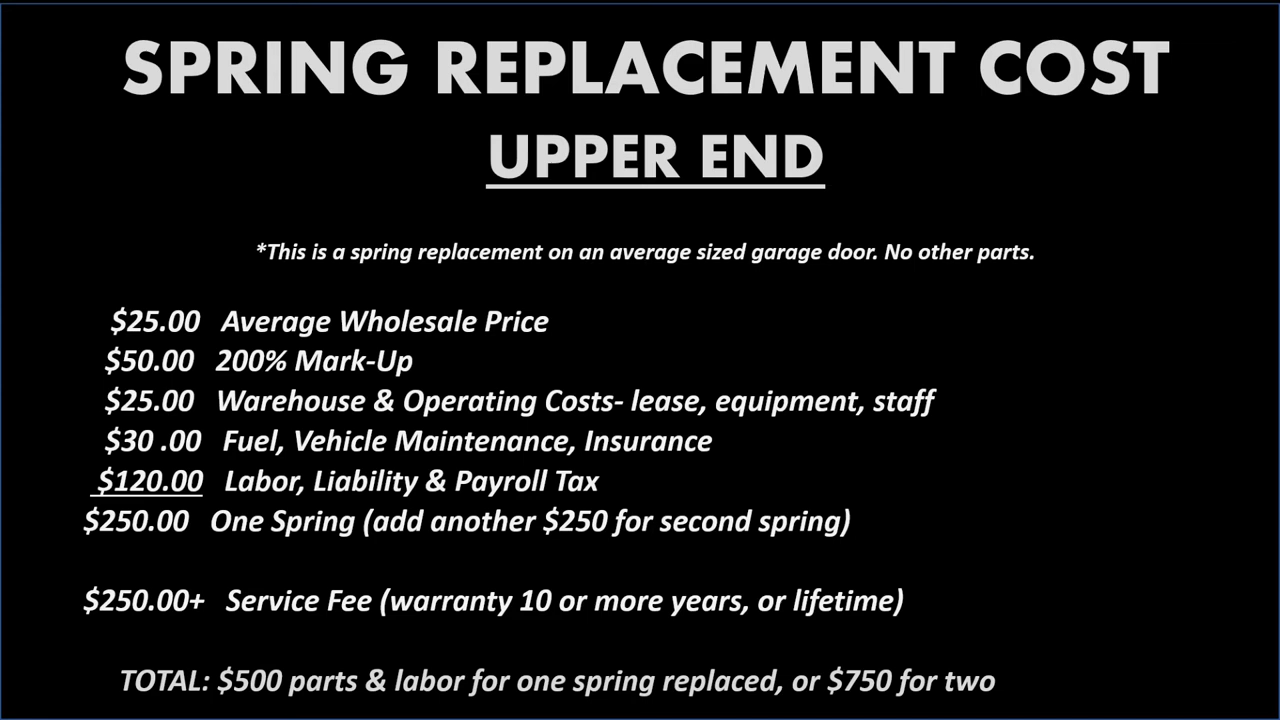 SPRING REPLACEMENT COST
UPPER END
*This is a spring replacement on an average sized garage door. No other parts.
$25.00 Average Wholesale Price
$50.00 200% Mark-Up
$25.00 Warehouse & Operating Costs- lease, equipment, staff
$30 .00 Fuel, Vehicle Maintenance, Insurance
$120.00 Labor, Liability & Payroll Tax
$250.00 One Spring (add another $250 for second spring)
$250.00+ Service Fee (warranty 10 or more years, or lifetime)
TOTAL: $500 parts & labor for one spring replaced, or $750 for two